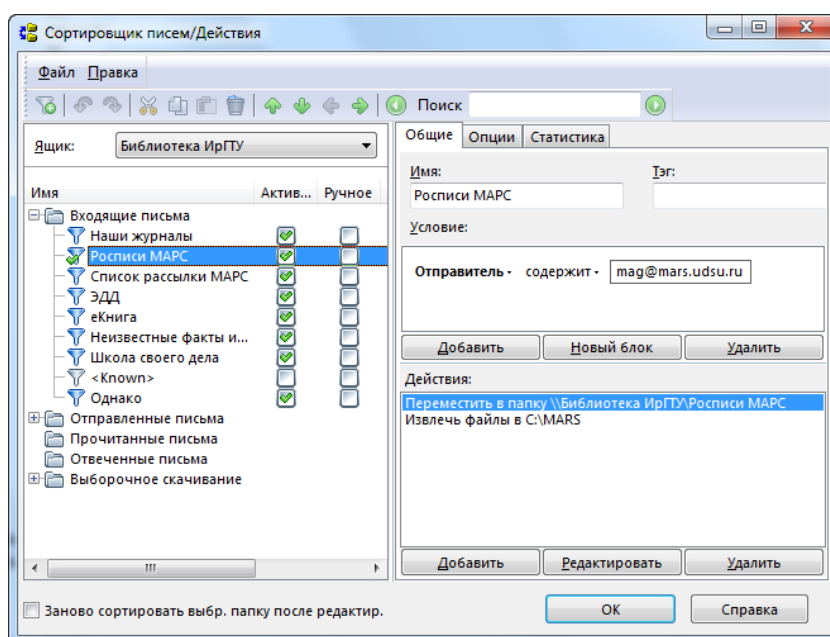 Сортировщик писем/Действия
Файл Правка
Поиск
Ящик: Библиотека ИрГТУ
Имя Актив... Ручное
Входящие письма
Наши журналы
Росписи МАРС
Список рассылки МАРС
ЭДД
еКнига
Неизвестные факты и...
Школа своего дела
<Known>
Однако
Отправленные письма
Прочитанные письма
Отвеченные письма
Выборочное скачивание
Общие Опции Статистика
Имя: Тэг:
Росписи МАРС
Условие:
Отправитель содержит mag@mars.udsu.ru
Добавить Новый блок Удалить
Действия:
Переместить в папку \\Библиотека ИрГТУ\Росписи МАРС
Извлечь файлы в C:\MARS
Добавить Редактировать Удалить
Заново сортировать выбр. папку после редактир.
OK Справка